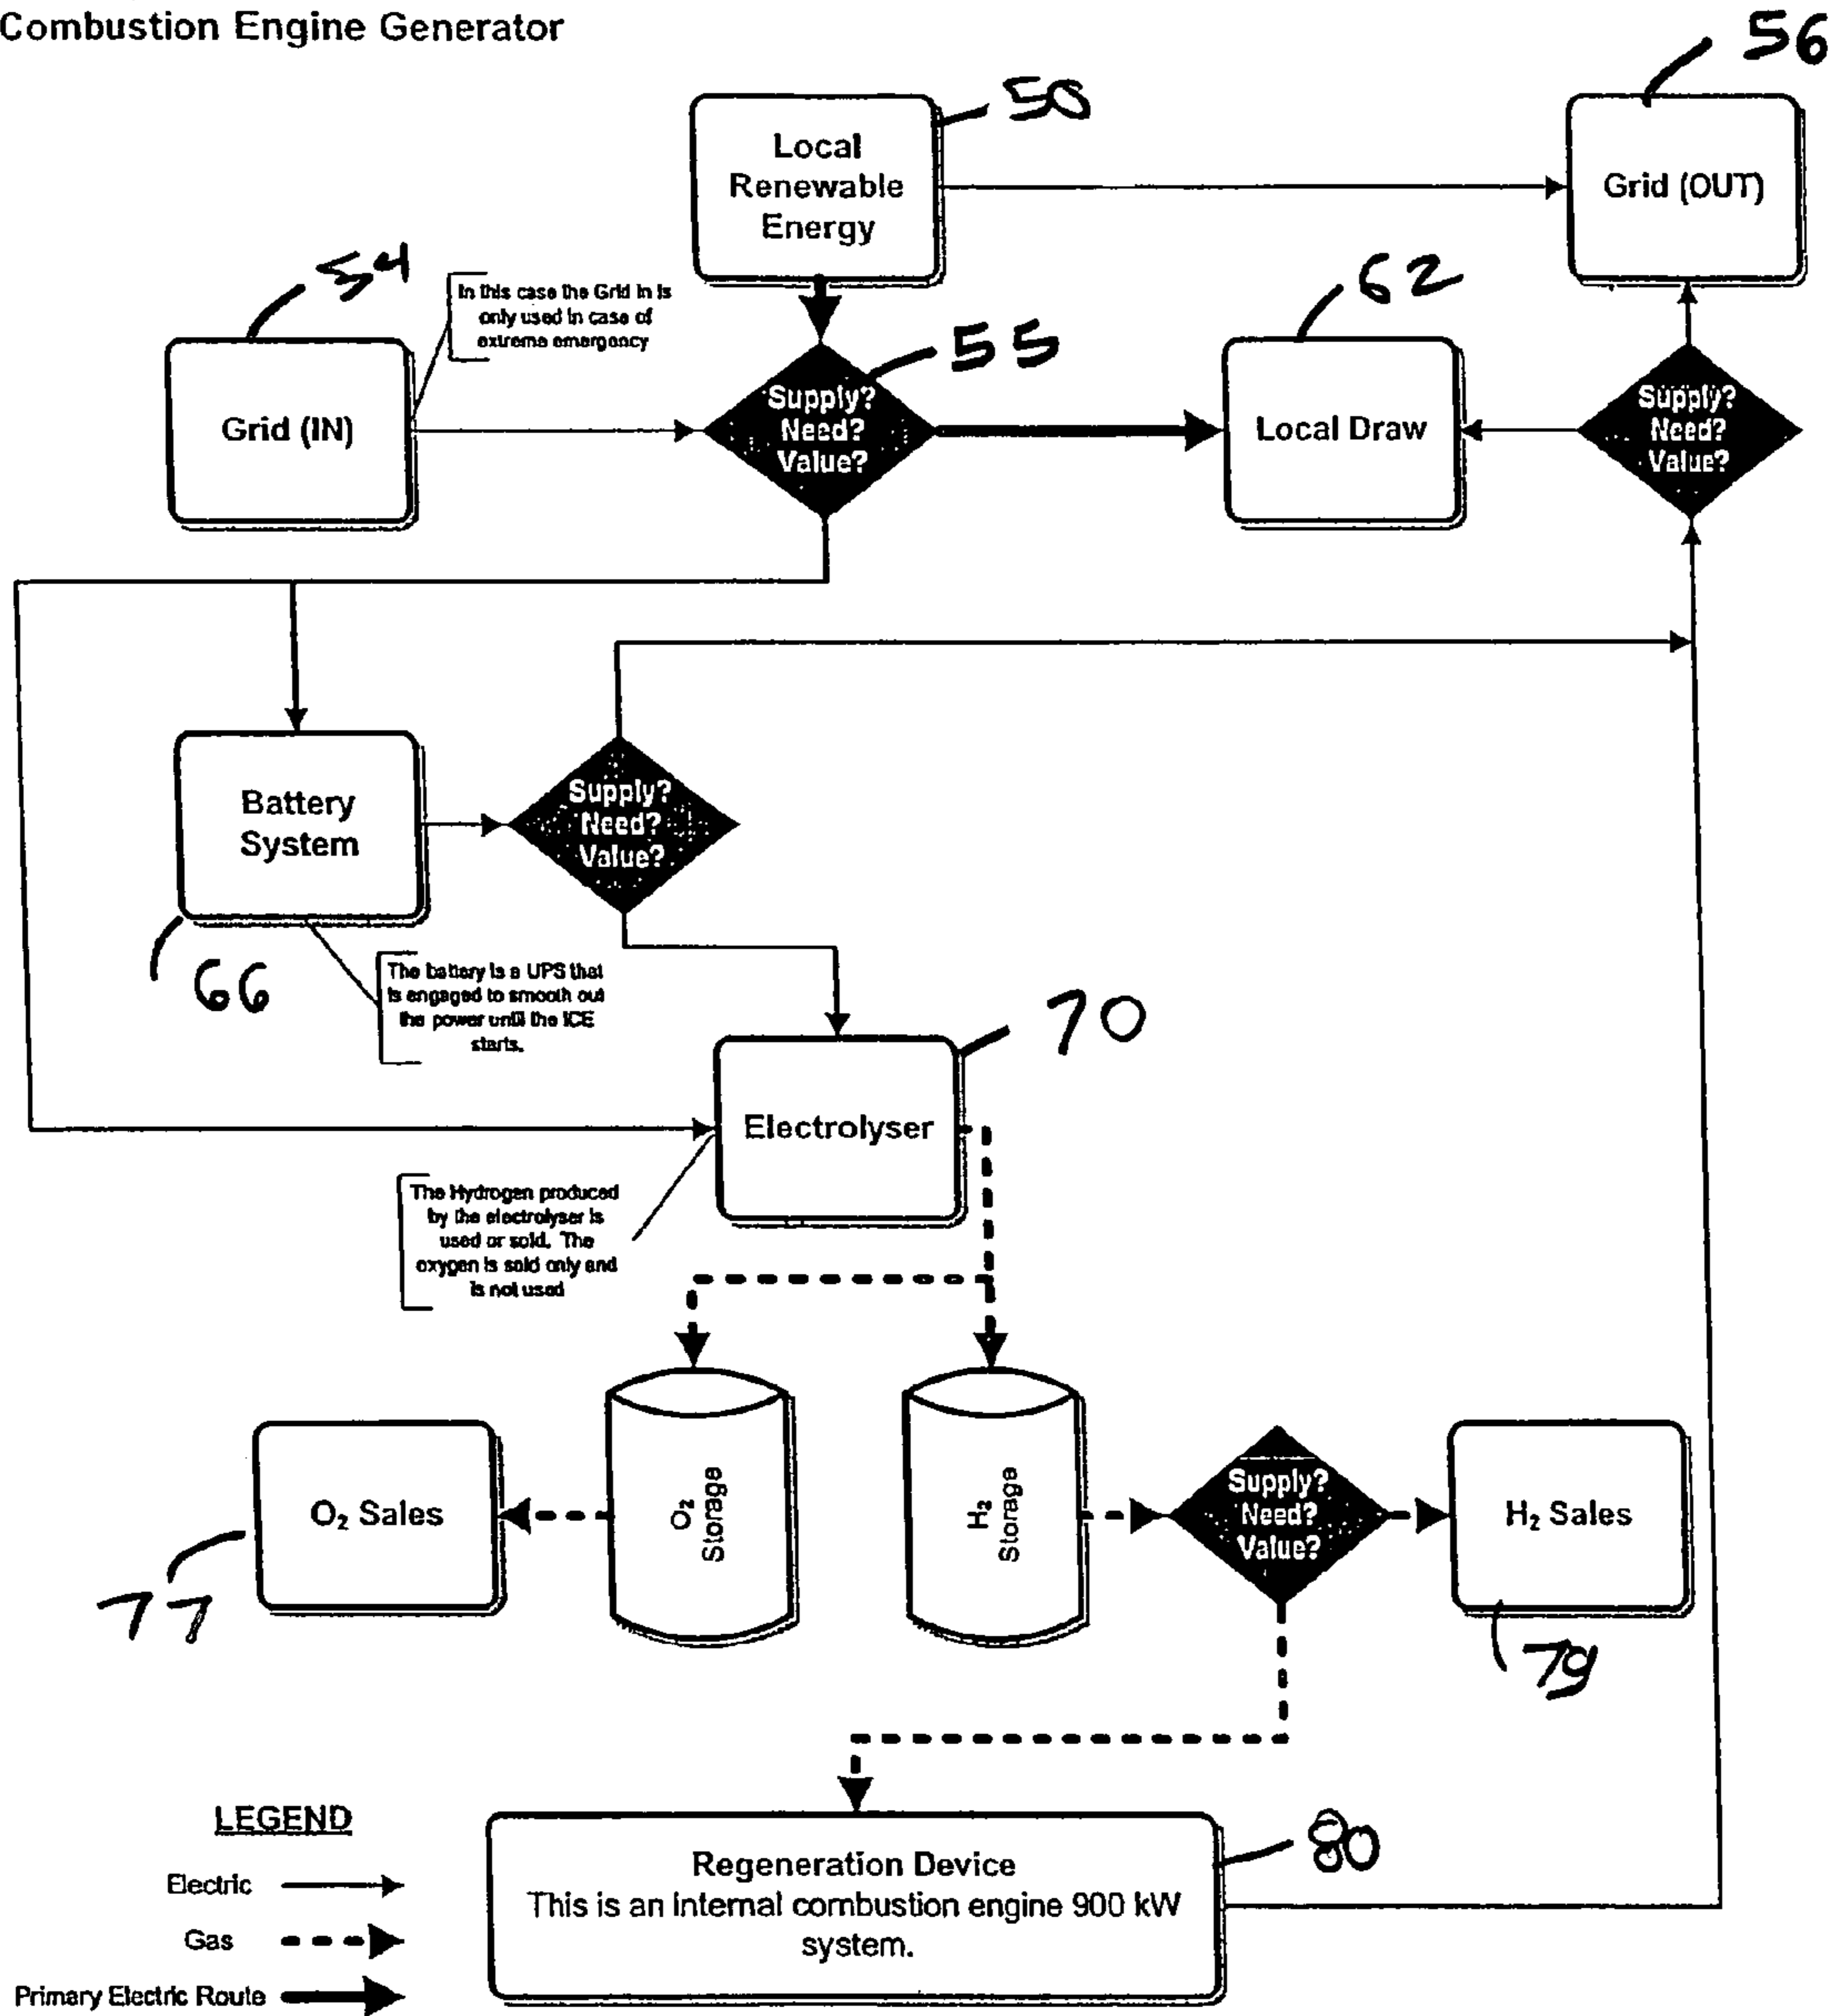 Combustion Engine Generator
56
50
Local
Renewable
Energy
Grid (OUT)
54
In this case the Grid in is
only used in case of
extreme emergency
62
55
Grid (IN)
Supply?
Need?
Value?
Local Draw
Supply?
Need?
Value?
Battery
System
Supply?
Need?
Value?
66
The battery is a UPS that
is engaged to smooth out
the power until the ICE
starts.
70
Electrolyser
The Hydrogen produced
by the electrolyser is
used or sold. The
oxygen is sold only and
is not used
O₂ Sales
O₂
Storage
H₂
Storage
Supply?
Need?
Value?
H₂ Sales
77
79
LEGEND
Electric
Gas
Primary Electric Route
Regeneration Device
This is an internal combustion engine 900 kW
system.
80